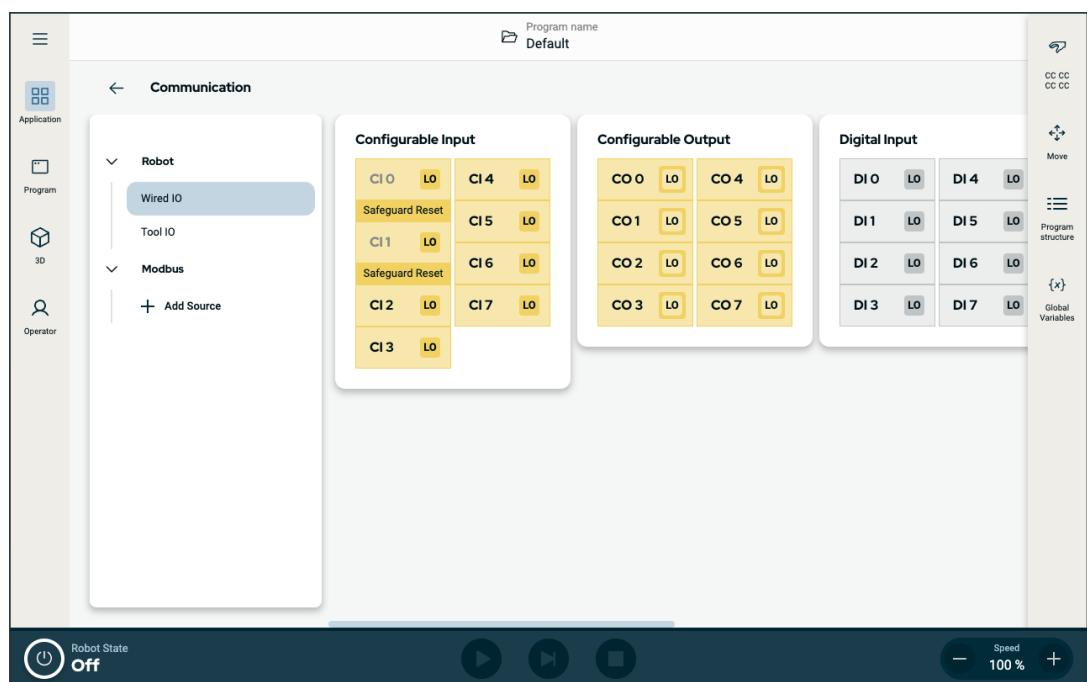 Program name
Default
Application
Program
3D
Operator
Communication
Robot
Wired IO
Tool IO
Modbus
Add Source
Configurable Input
CI 0 LO CI 4 LO
Safeguard Reset
CI 5 LO
CI 1 LO
Safeguard Reset
CI 6 LO
CI 2 LO CI 7 LO
CI 3 LO
Configurable Output
CO 0 LO CO 4 LO
CO 1 LO CO 5 LO
CO 2 LO CO 6 LO
CO 3 LO CO 7 LO
Digital Input
DI 0 LO DI 4 LO
DI 1 LO DI 5 LO
DI 2 LO DI 6 LO
DI 3 LO DI 7 LO
CC CC
CC CC
Move
Program
structure
{x}
Global
Variables
Robot State
Off
Speed
100 %